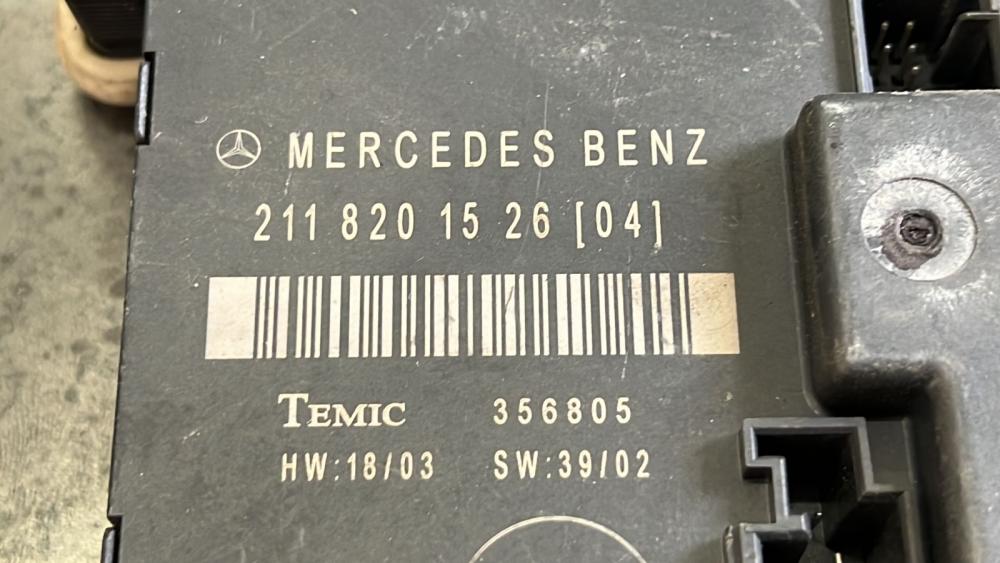 MERCEDES BENZ
211 820 15 26 [04]
TEMIC 356805
HW:18/03 SW:39/02